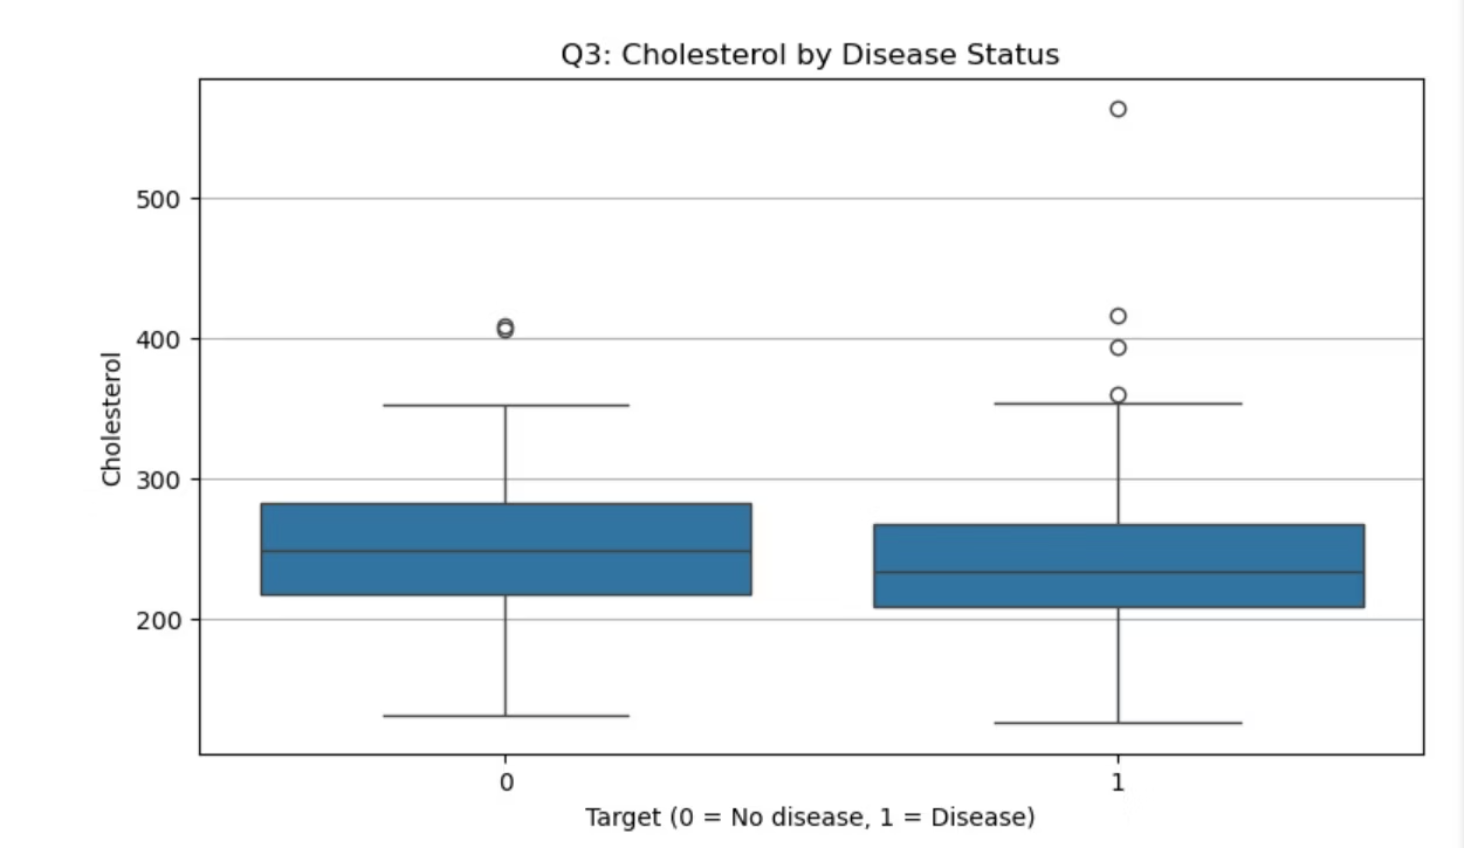 Q3: Cholesterol by Disease Status
500
400
300
200
Cholesterol
0
1
Target (0 = No disease, 1 = Disease)